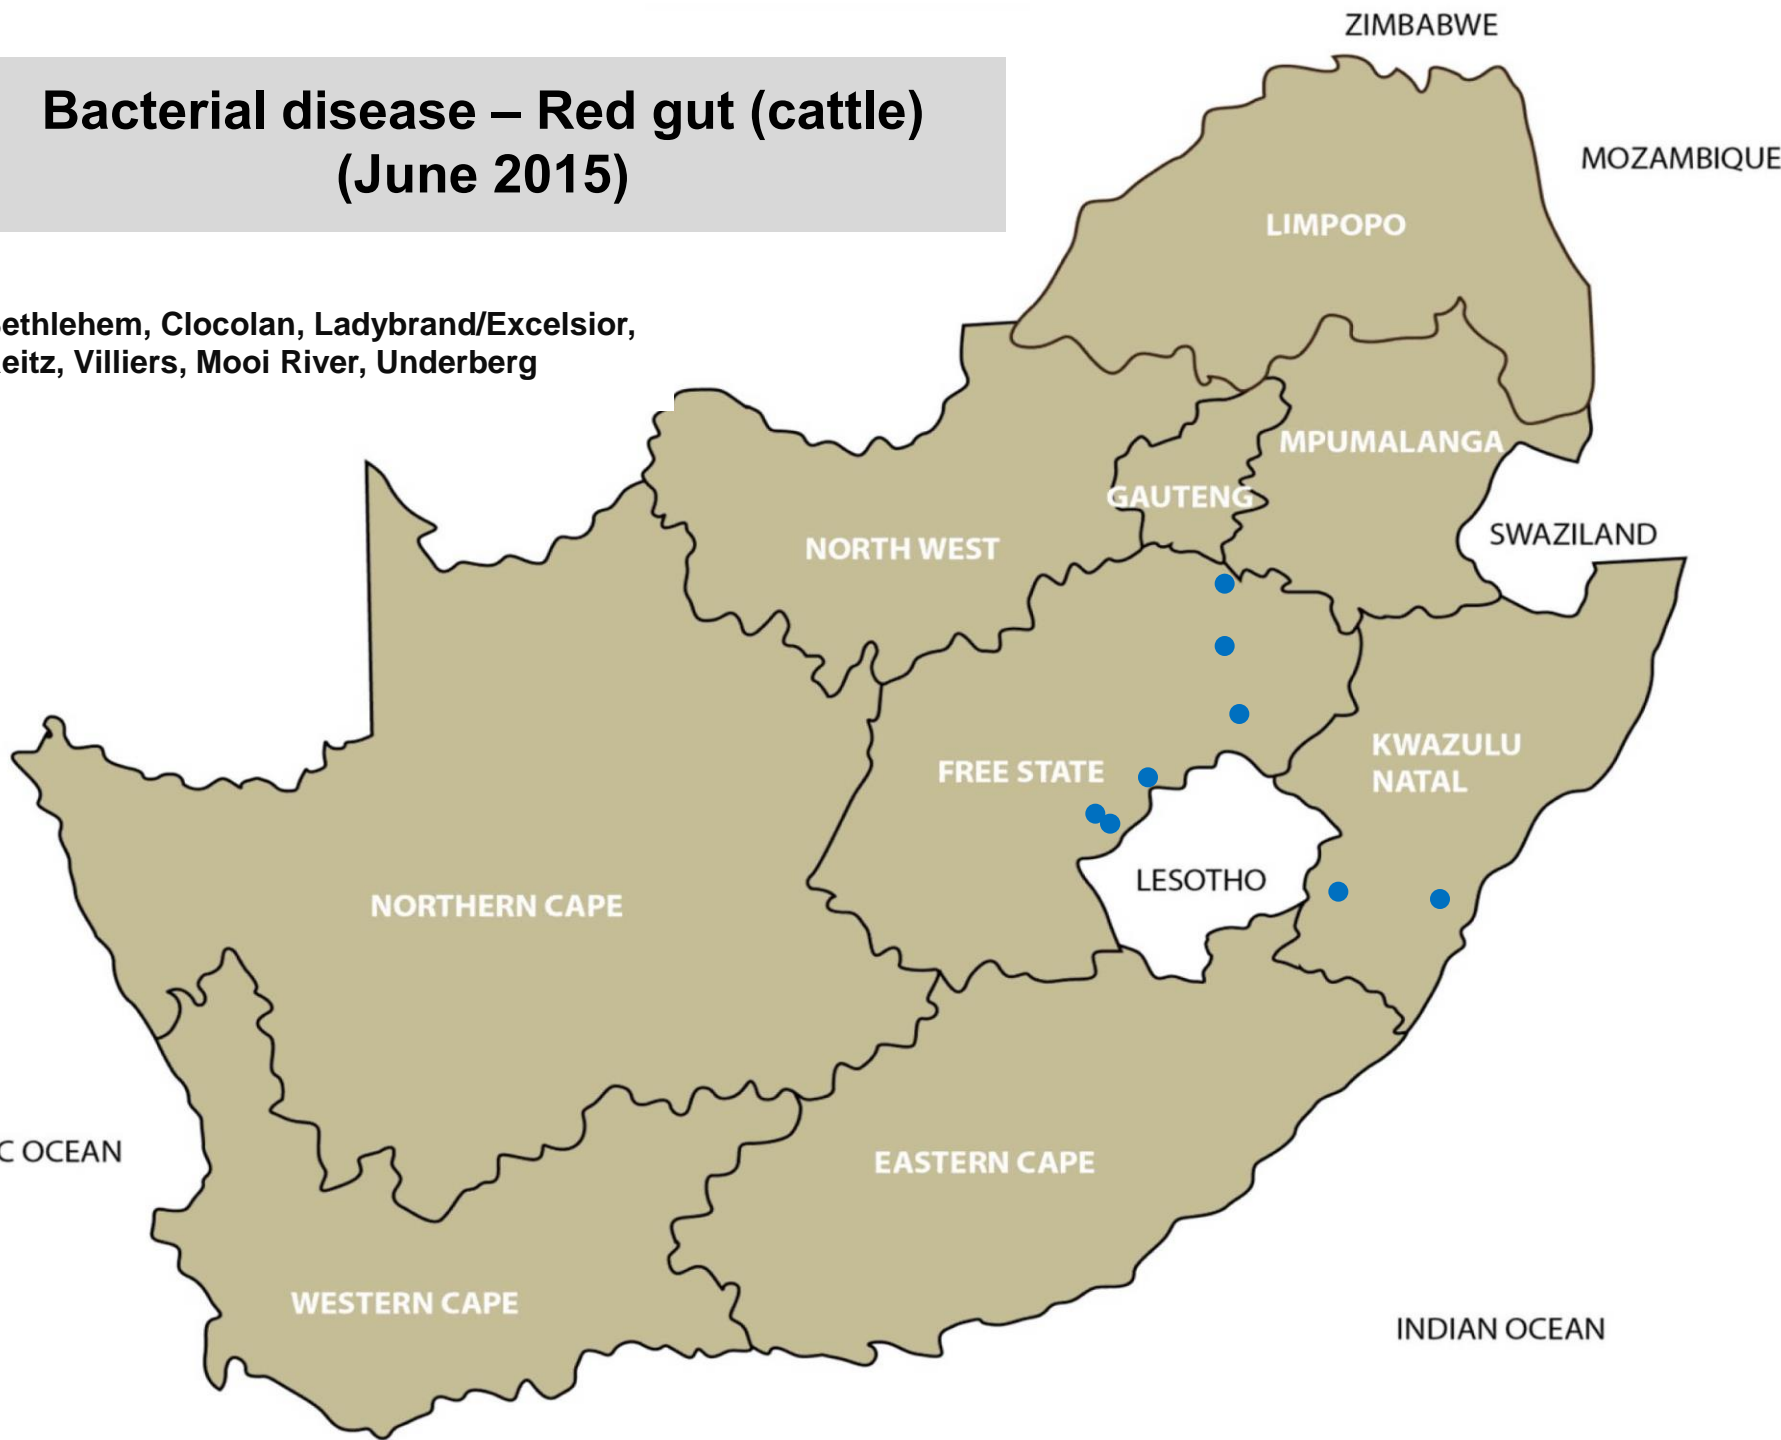 ZIMBABWE
Bacterial disease – Red gut (cattle)
(June 2015)
MOZAMBIQUE
LIMPOPO
ethlehem, Clocolan, Ladybrand/Excelsior,
eitz, Villiers, Mooi River, Underberg
MPUMALANGA
GAUTENG
SWAZILAND
NORTH WEST
KWAZULU
NATAL
FREE STATE
LESOTHO
NORTHERN CAPE
C OCEAN
EASTERN CAPE
WESTERN CAPE
INDIAN OCEAN